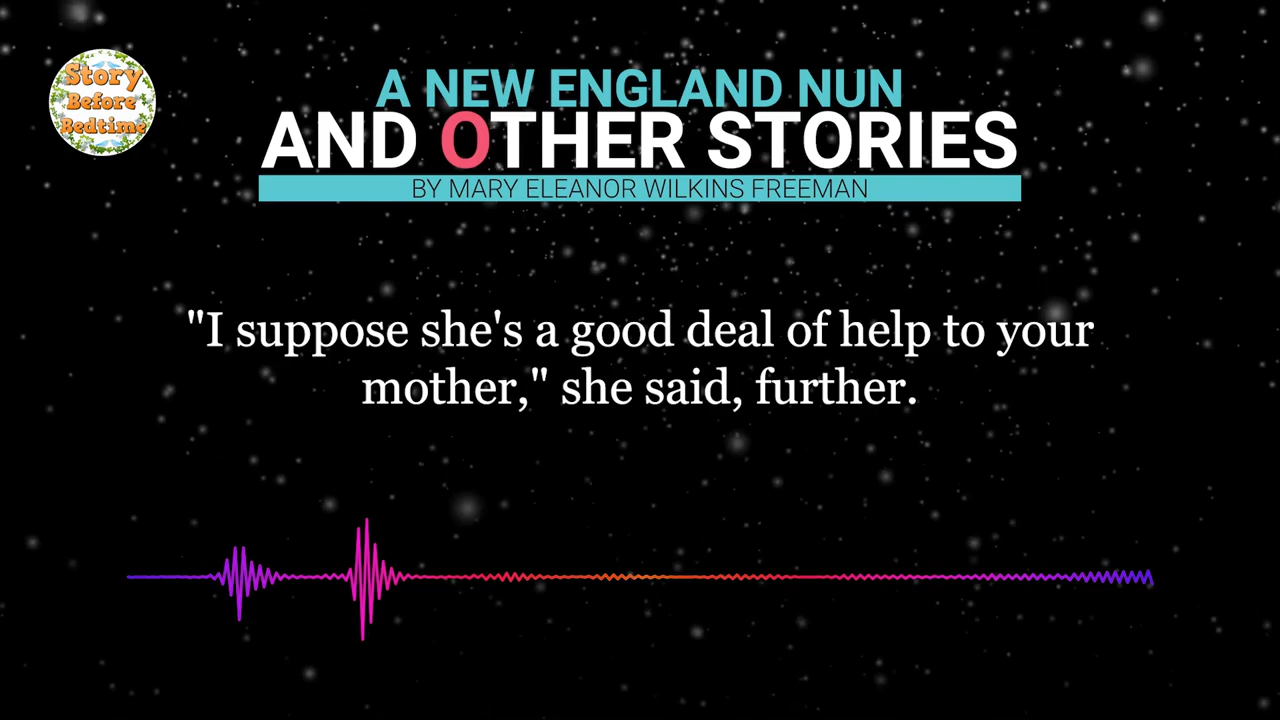 Story
Before
Bedtime
A NEW ENGLAND NUN
AND OTHER STORIES
BY MARY ELEANOR WILKINS FREEMAN
"I suppose she's a good deal of help to your
mother," she said, further.